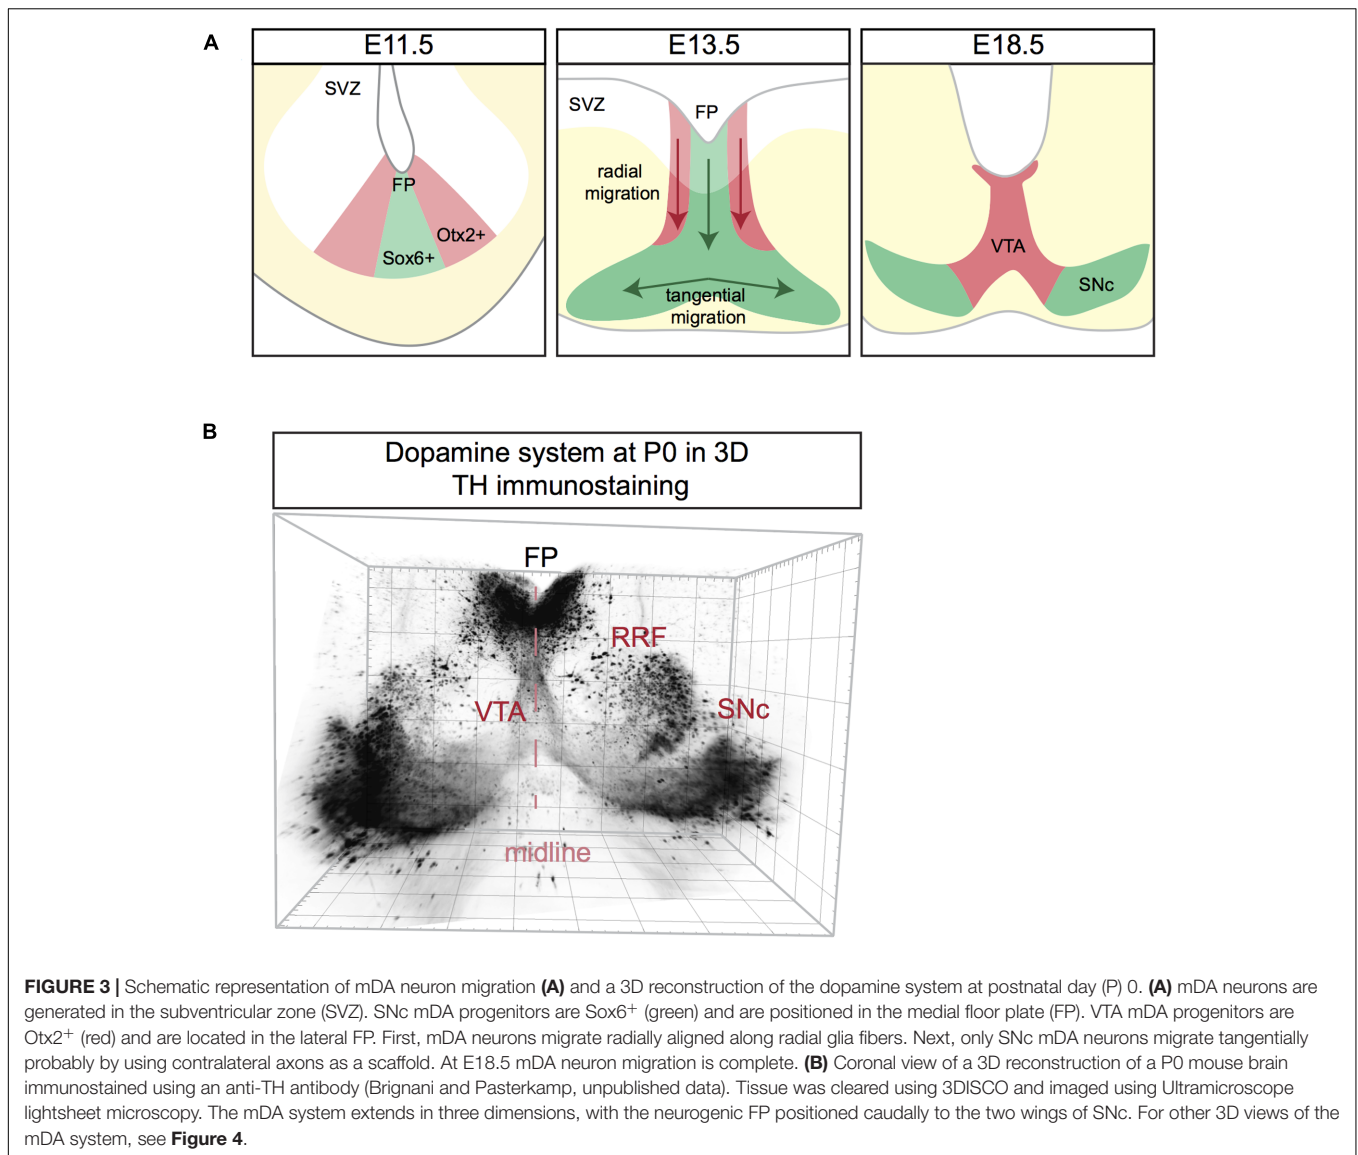 A
E11.5
E13.5
E18.5
SVZ
FP
Otx2+
Sox6+
SVZ
FP
radial
migration
tangential
migration
VTA
SNc
B
Dopamine system at P0 in 3D
TH immunostaining
FP
RRF
VTA
SNc
midline
FIGURE 3 | Schematic representation of mDA neuron migration (A) and a 3D reconstruction of the dopamine system at postnatal day (P) 0. (A) mDA neurons are
generated in the subventricular zone (SVZ). SNc mDA progenitors are Sox6⁺ (green) and are positioned in the medial floor plate (FP). VTA mDA progenitors are
Otx2⁺ (red) and are located in the lateral FP. First, mDA neurons migrate radially aligned along radial glia fibers. Next, only SNc mDA neurons migrate tangentially
probably by using contralateral axons as a scaffold. At E18.5 mDA neuron migration is complete. (B) Coronal view of a 3D reconstruction of a P0 mouse brain
immunostained using an anti-TH antibody (Brignani and Pasterkamp, unpublished data). Tissue was cleared using 3DISCO and imaged using Ultramicroscope
lightsheet microscopy. The mDA system extends in three dimensions, with the neurogenic FP positioned caudally to the two wings of SNc. For other 3D views of the
mDA system, see Figure 4.